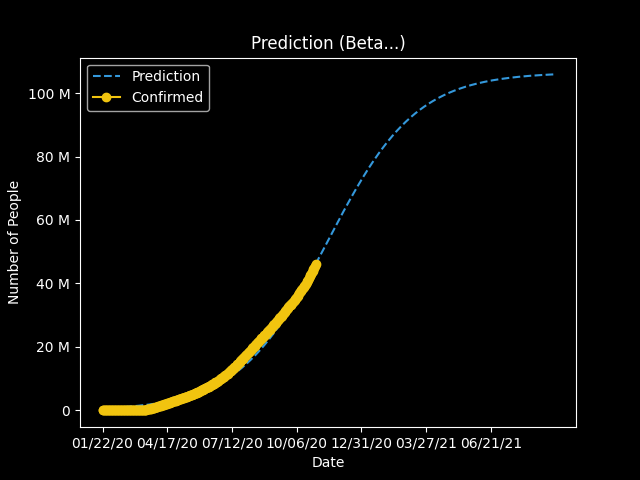 Prediction (Beta...)
Prediction
Confirmed
100 M
80 M
60 M
40 M
20 M
0
Number of People
01/22/20 04/17/20 07/12/20 10/06/20 12/31/20 03/27/21 06/21/21
Date